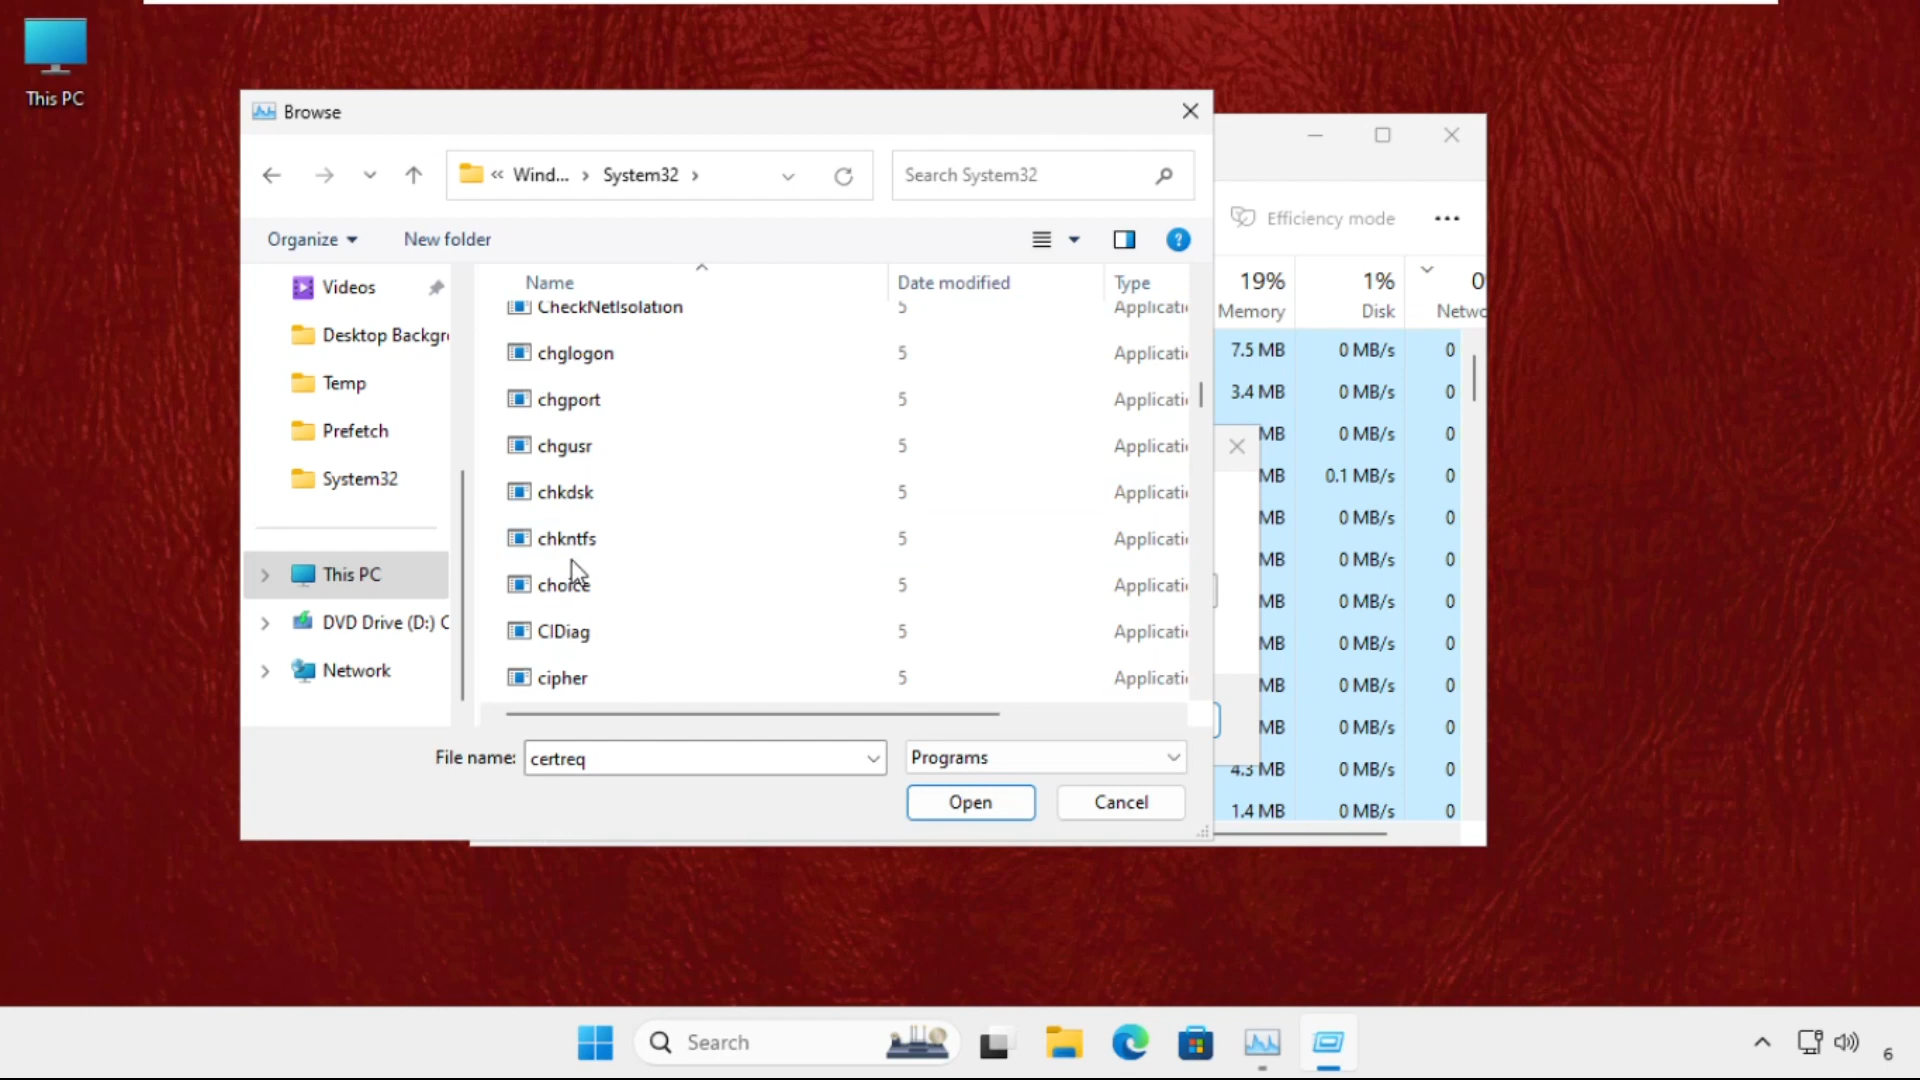 This PC
Browse
« Wind... › System32 ›
Search System32
Organize
New folder
Efficiency mode
Videos
Desktop Backgr
Temp
Prefetch
System32
This PC
DVD Drive (D:) C
Network
Name
Date modified
Type
CheckNetIsolation 5 Applicati
chglogon 5 Applicati
chgport 5 Applicati
chgusr 5 Applicati
chkdsk 5 Applicati
chkntfs 5 Applicati
choice 5 Applicati
CIDiag 5 Applicati
cipher 5 Applicati
19% 1% 0
Memory Disk Netwo
7.5 MB 0 MB/s 0
3.4 MB 0 MB/s 0
MB 0 MB/s 0
MB 0.1 MB/s 0
MB 0 MB/s 0
MB 0 MB/s 0
MB 0 MB/s 0
MB 0 MB/s 0
MB 0 MB/s 0
MB 0 MB/s 0
4.3 MB 0 MB/s 0
1.4 MB 0 MB/s 0
File name: certreq
Programs
Open
Cancel
Search
6